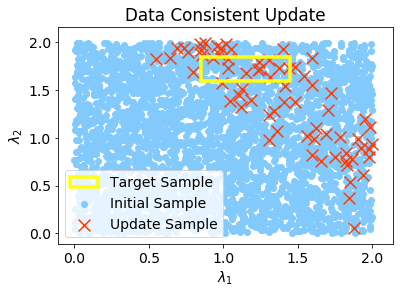 Data Consistent Update
λ2
2.0
1.5
1.0
0.5
0.0
Target Sample
Initial Sample
Update Sample
0.0 0.5 1.0 1.5 2.0
λ1